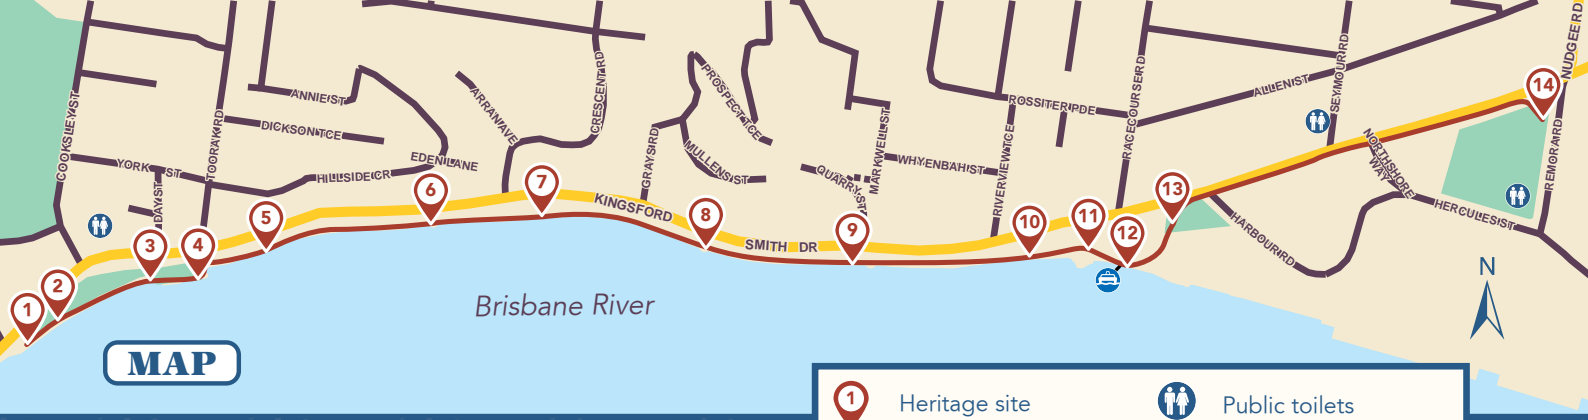 NUDGEE RD
SEYMOUR RD
CRESCENT RD
PROSPECT TCE
RACECOURSE RD
ALLEN ST
14
ANNIE ST
ARRAN AVE
ROSSITER PDE
COOKSLEY ST
TOORAK RD
DICKSON TCE
GRAYS RD
MULLENS ST
MARKWELL ST
WHYENBAH ST
RIVERVIEW TCE
NORTHSHORE
WAY
REMORA RD
YORK ST
EDEN LANE
HILLSIDE CR
QUARRY ST
DAY ST
6
7
13
KINGSFORD
SMITH DR
HERCULES ST
HARBOUR RD
5
8
9
10
11
12
3
4
2
1
N
Brisbane River
MAP
1
Heritage site
Public toilets